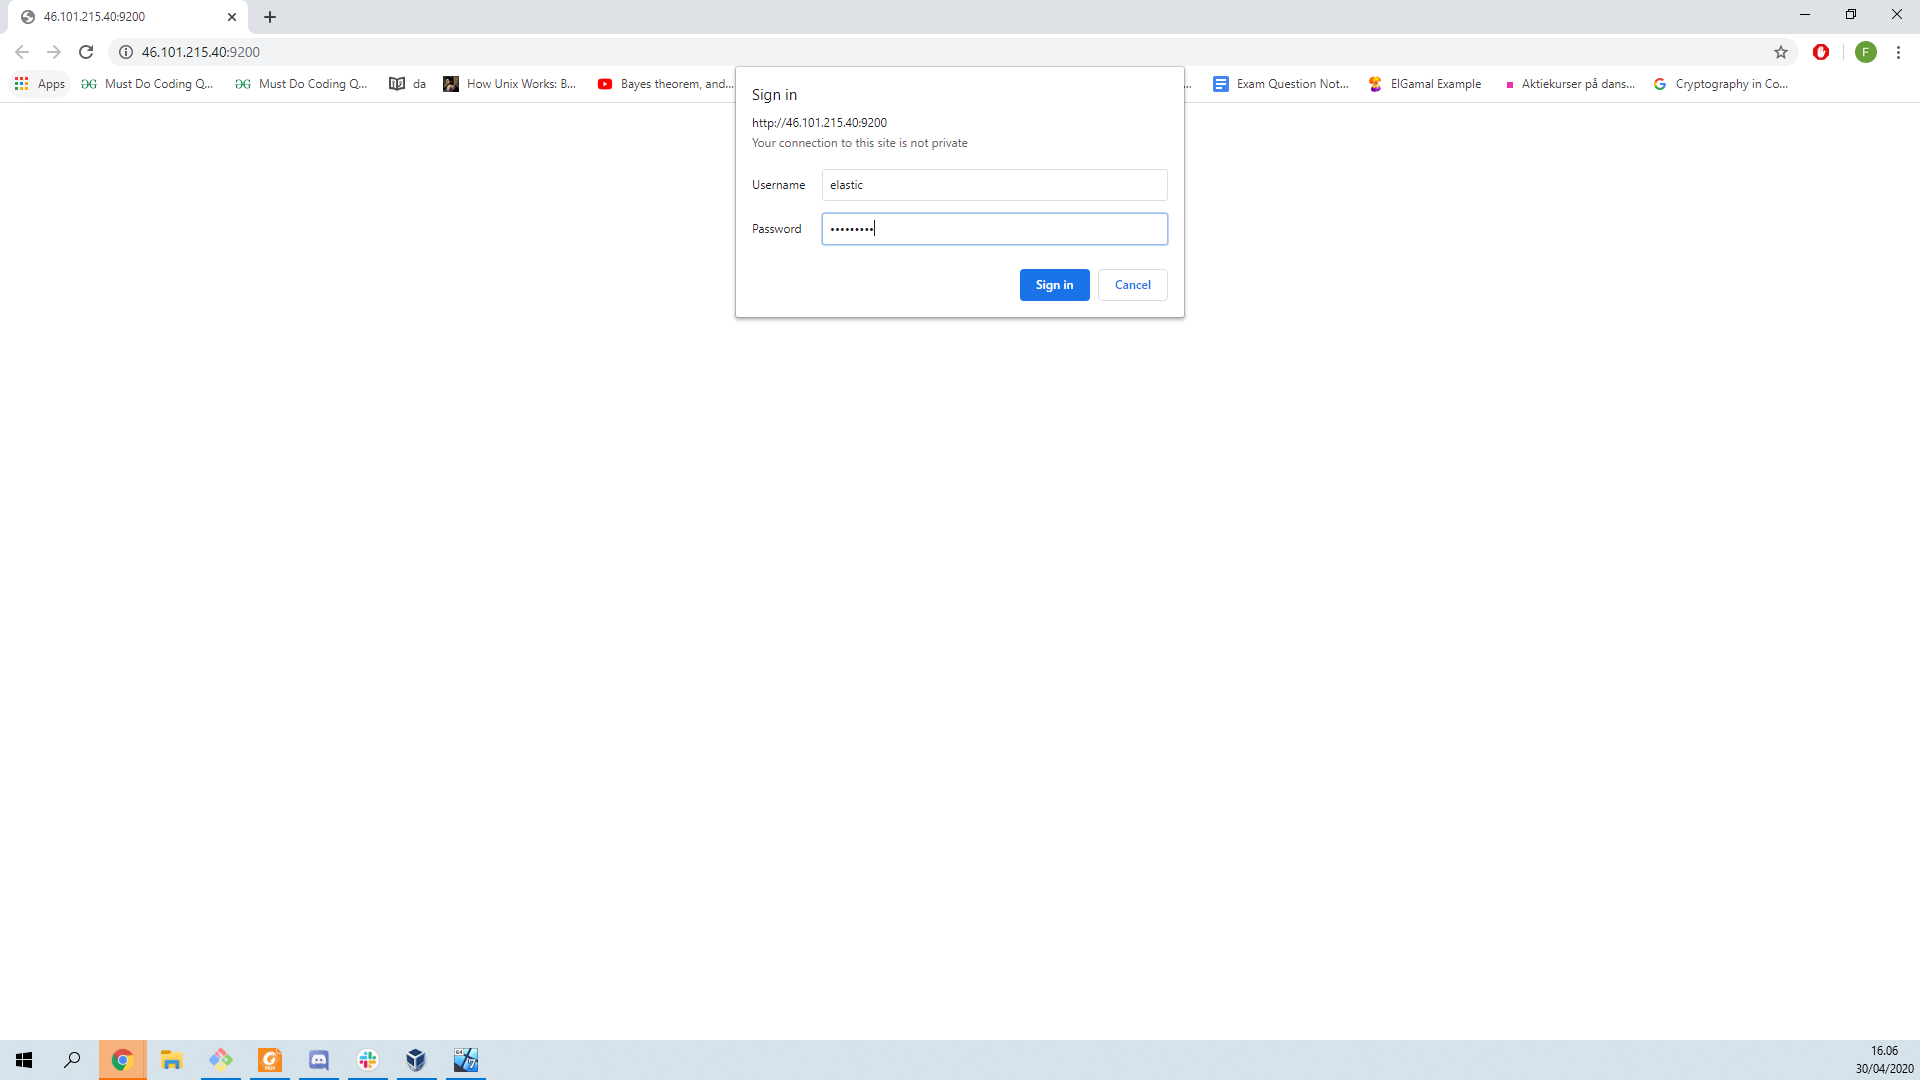 46.101.215.40:9200
46.101.215.40:9200
F
Apps
Must Do Coding Q...
Must Do Coding Q...
da
How Unix Works: B...
Bayes theorem, and...
...
Exam Question Not...
ElGamal Example
Aktiekurser på dans...
Cryptography in Co...
Sign in
http://46.101.215.40:9200
Your connection to this site is not private
Username
elastic
Password
•••••••••
Sign in
Cancel
16.06
30/04/2020